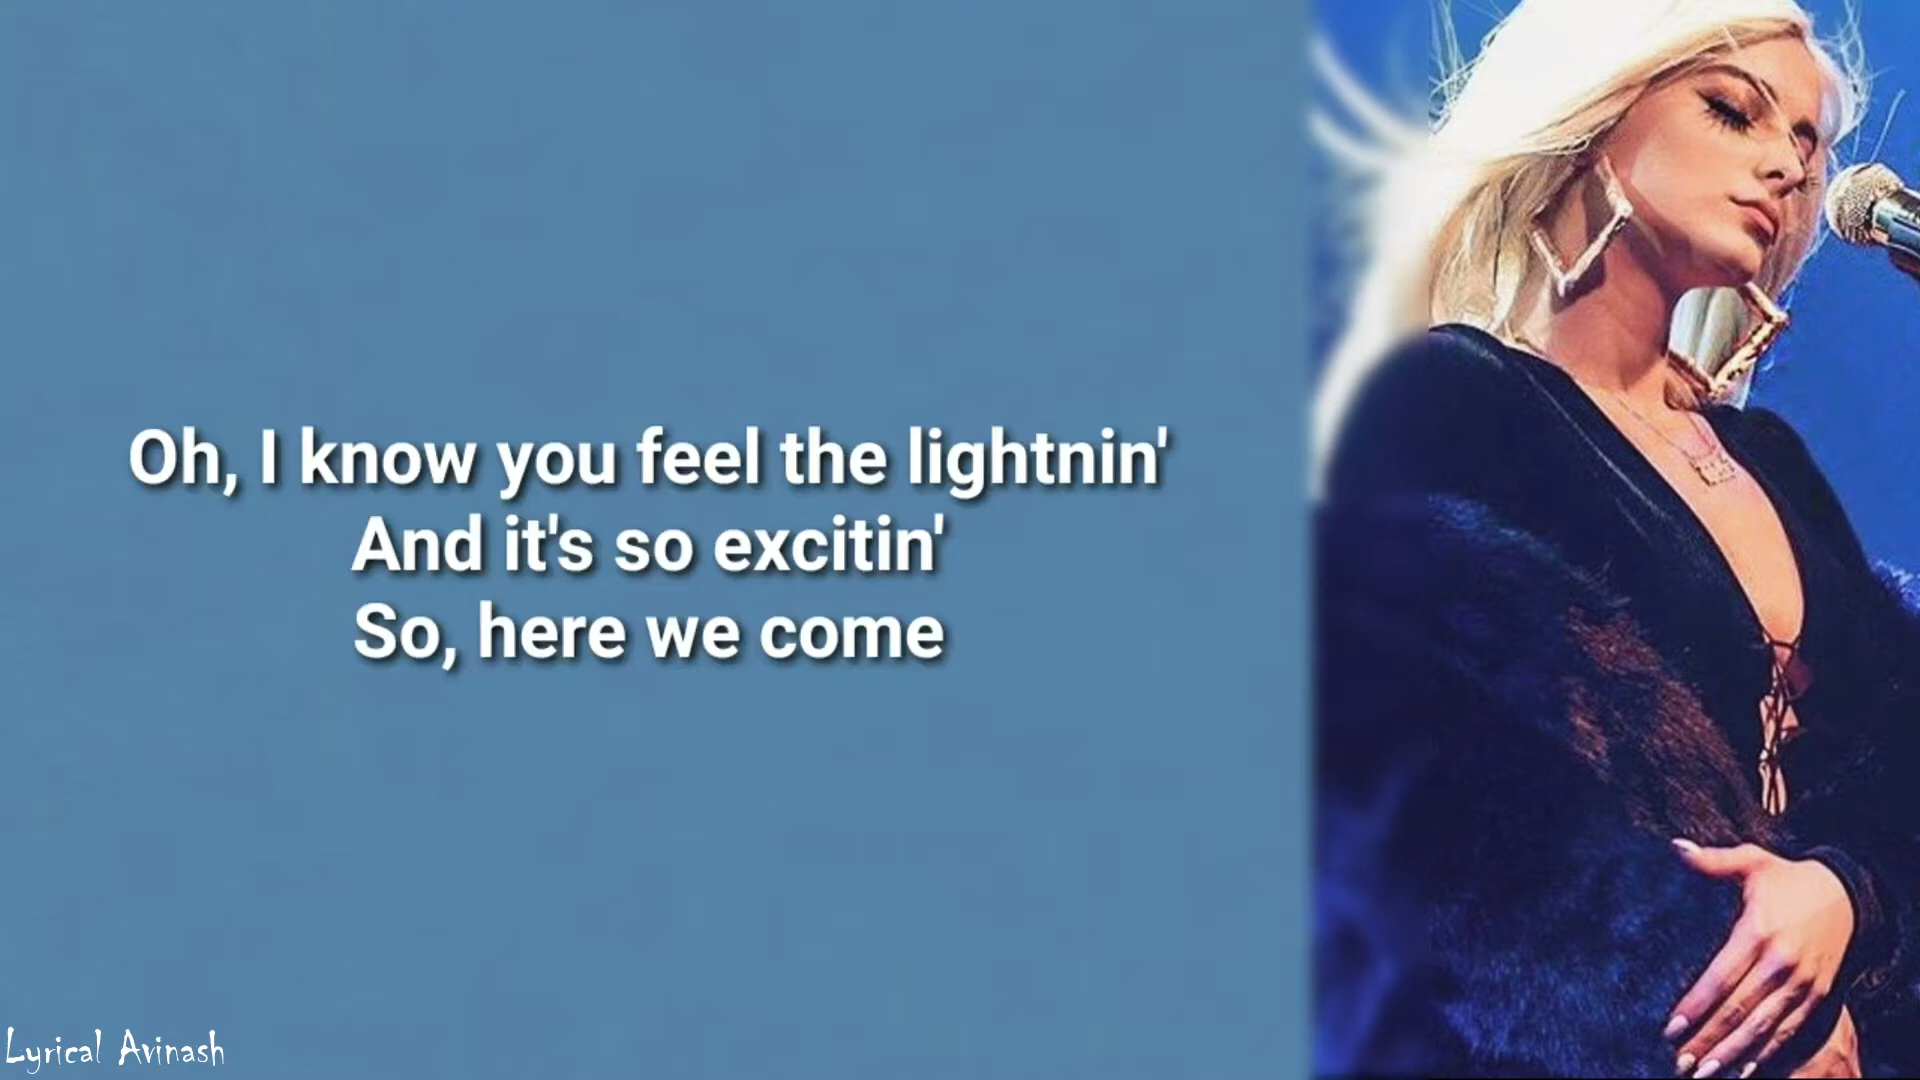 Oh, I know you feel the lightnin'
And it's so excitin'
So, here we come
Lyrical Avinash